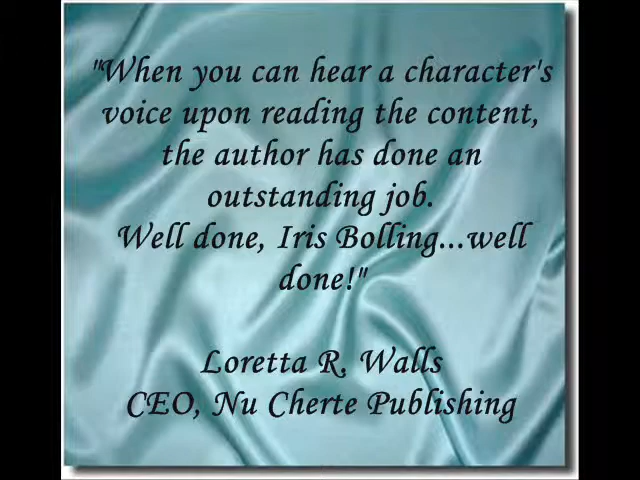 "When you can hear a character's
voice upon reading the content,
the author has done an
outstanding job.
Well done, Iris Bolling...well
done!"
Loretta R. Walls
CEO, Nu Cherte Publishing